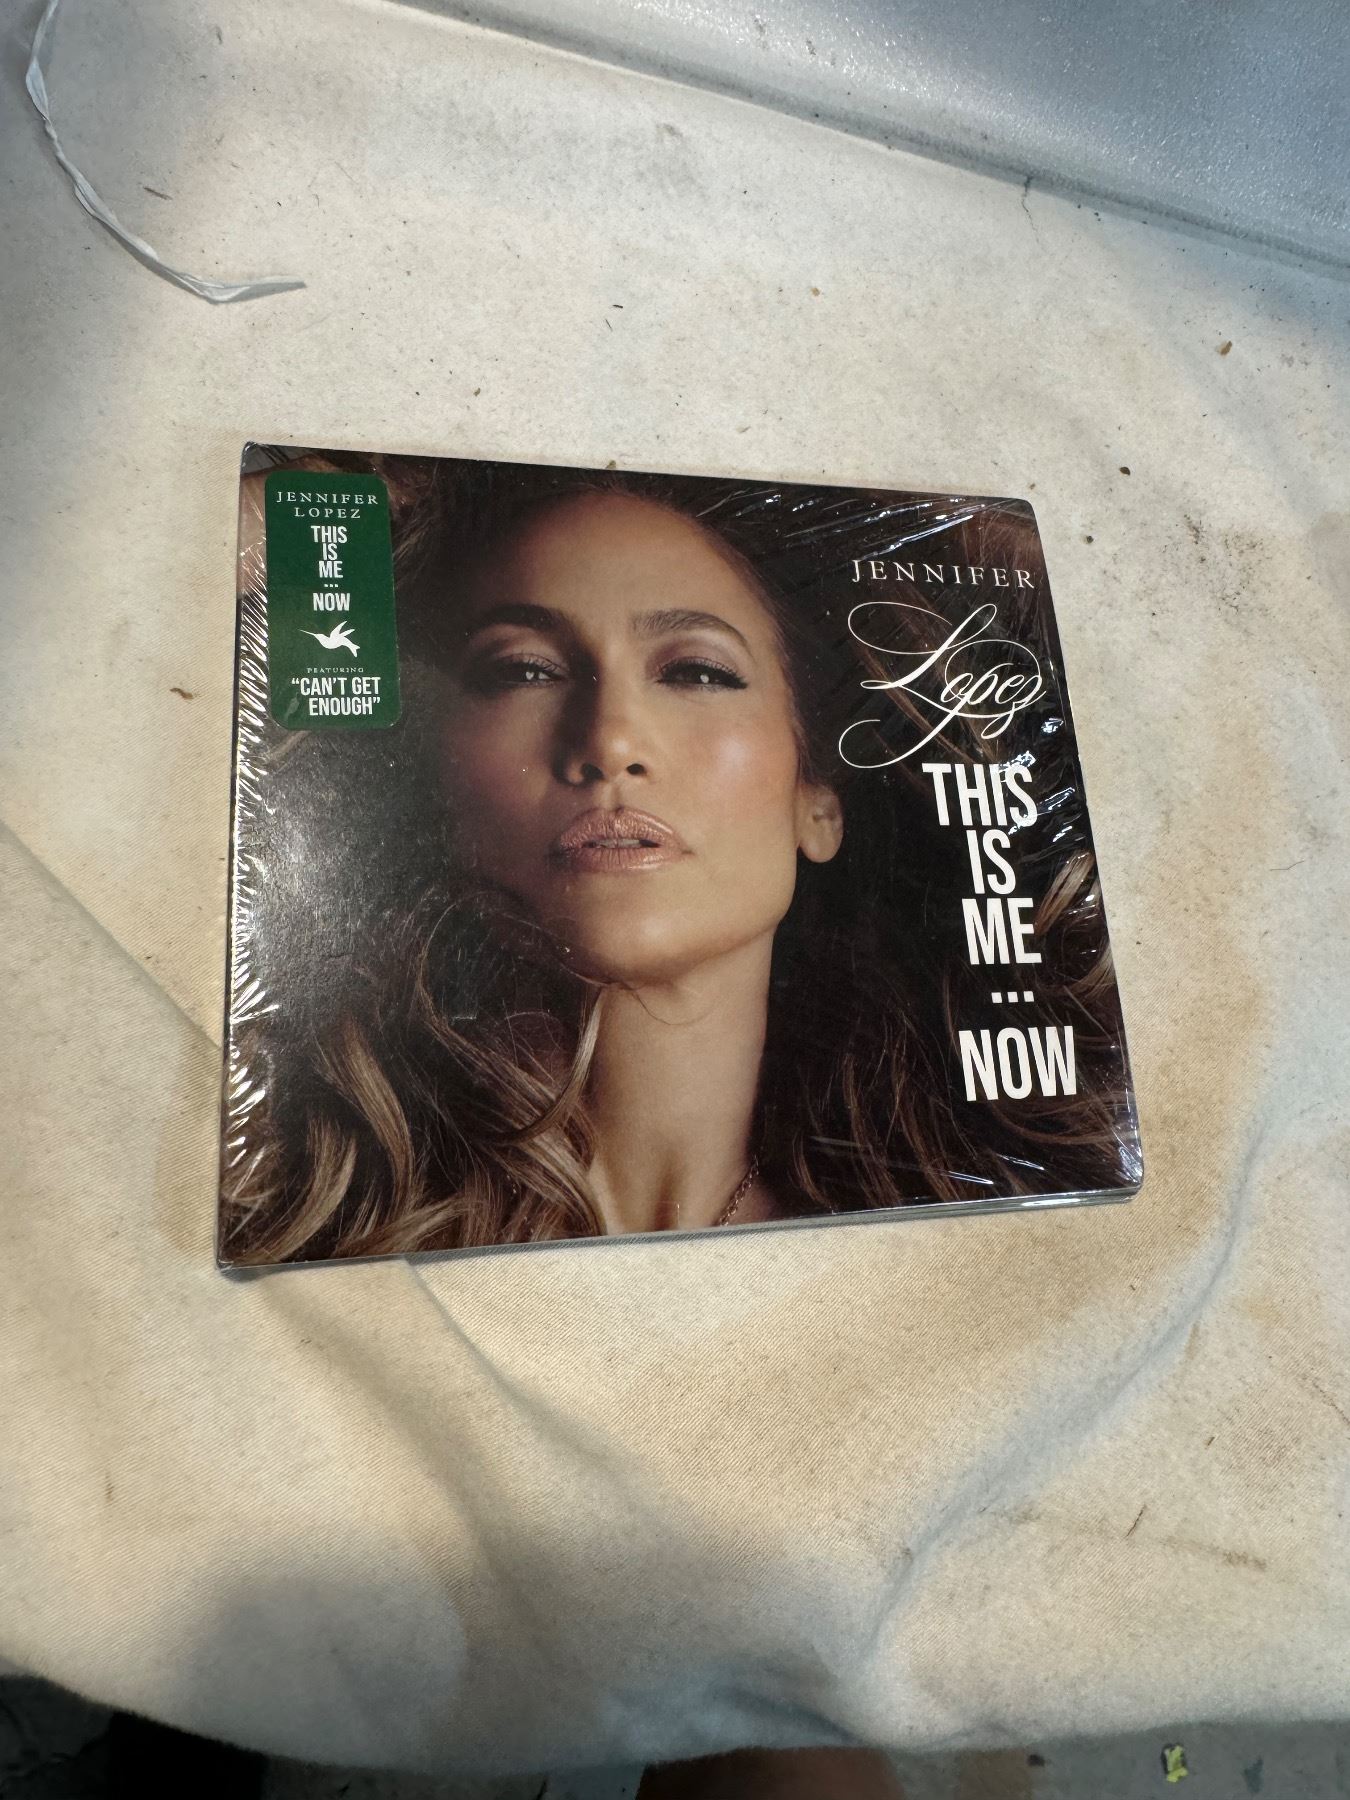 JENNIFER
LOPEZ
THIS
IS
ME
...
NOW
FEATURING
"CAN'T GET
ENOUGH"
JENNIFER
Lopez
THIS
IS
ME
...
NOW